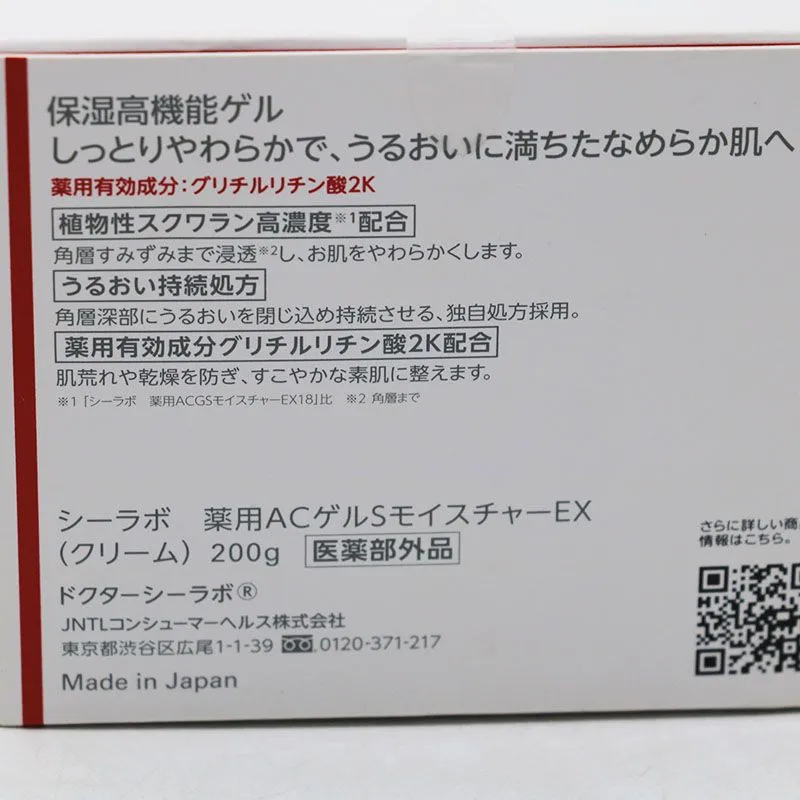 保湿高機能ゲル
しっとりやわらかで、うるおいに満ちたなめらか肌へ
薬用有効成分：グリチルリチン酸2K
植物性スクワラン高濃度※1配合
角層すみずみまで浸透※2し、お肌をやわらかくします。
うるおい持続処方
角層深部にうるおいを閉じ込め持続させる、独自処方採用。
薬用有効成分グリチルリチン酸2K配合
肌荒れや乾燥を防ぎ、すこやかな素肌に整えます。
※1「シーラボ　薬用ACGSモイスチャーEX18」比　※2 角層まで
シーラボ　薬用ACゲルSモイスチャーEX
（クリーム）200g 医薬部外品
ドクターシーラボ®
JNTLコンシューマーヘルス株式会社
東京都渋谷区広尾1-1-39 0120-371-217
Made in Japan
さらに詳しい商
情報はこちら。